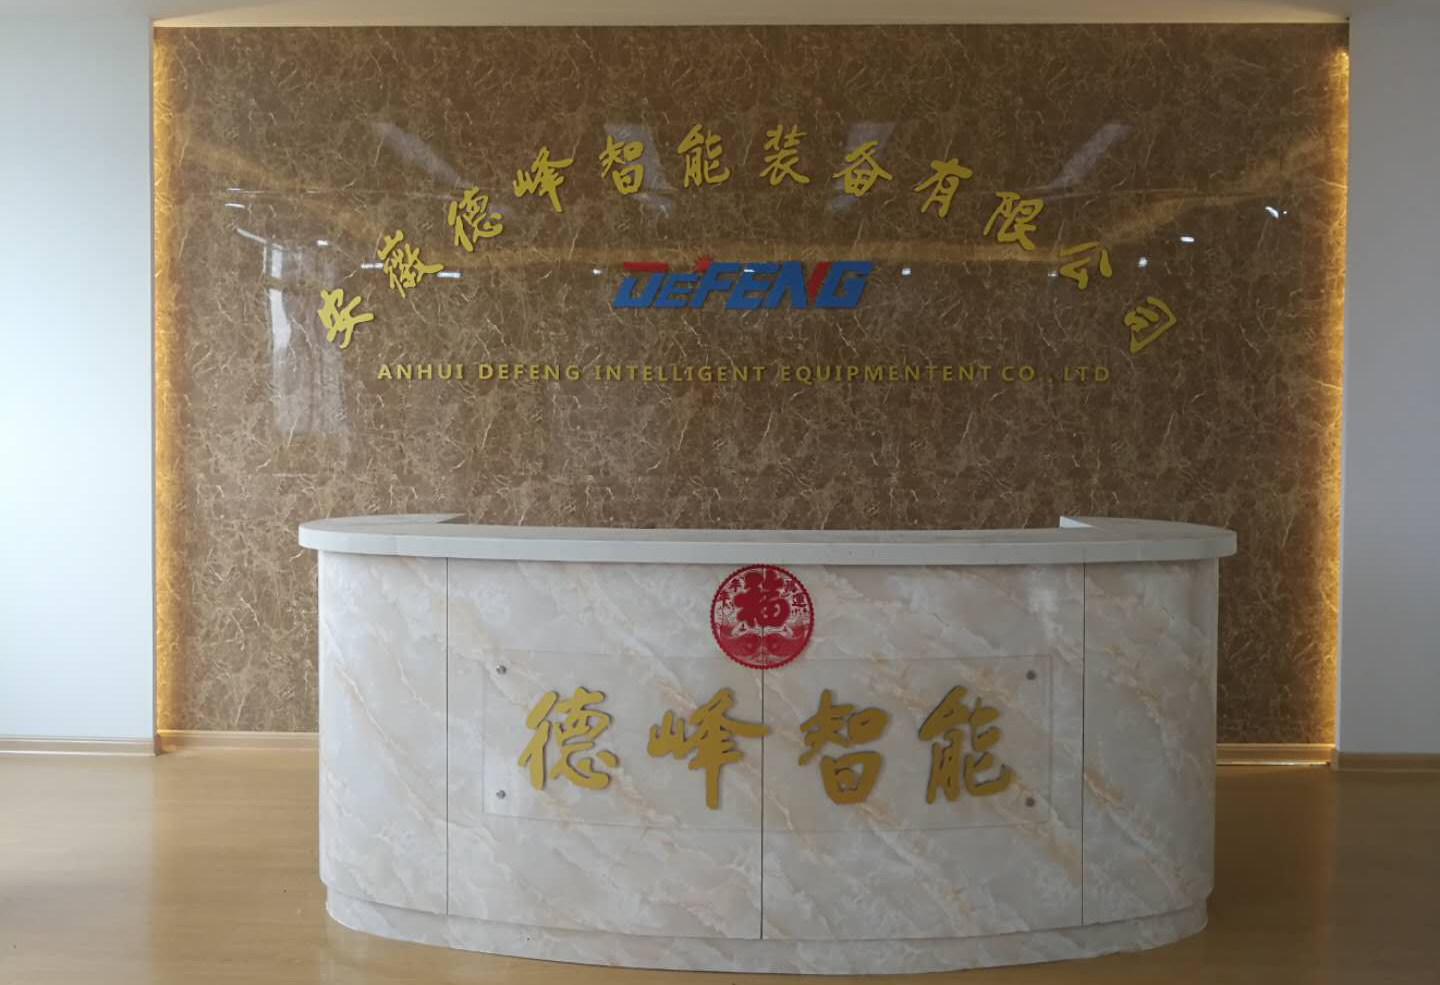 安徽德峰智能装备有限公司
DEFENG
ANHUI DEFENG INTELLIGENT EQUIPMENTENT CO .,LTD
福
德峰智能